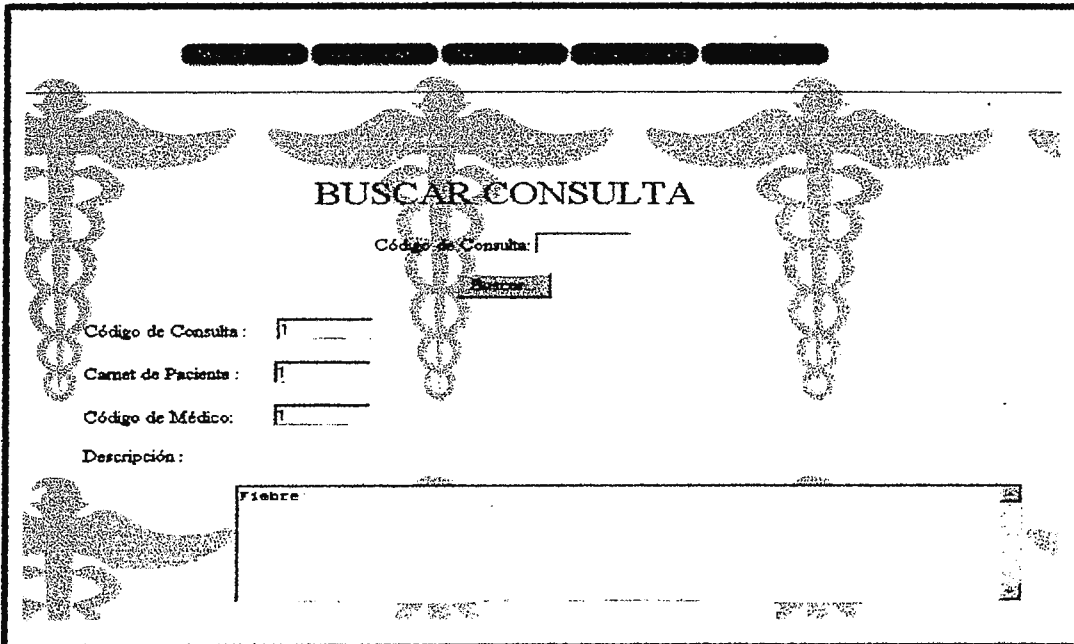 BUSCAR CONSULTA
Código de Consulta:
Buscar
Código de Consulta : 1
Carnet de Paciente : 1
Código de Médico: 1
Descripción :
Fiebre